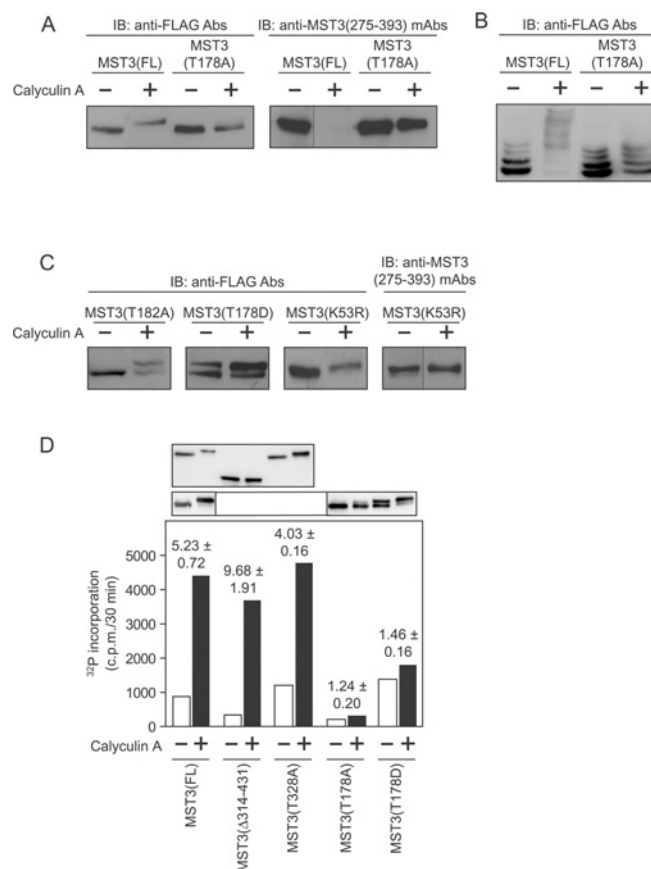 A
IB: anti-FLAG Abs
IB: anti-MST3(275-393) mAbs
MST3(FL)
MST3
(T178A)
MST3(FL)
MST3
(T178A)
Calyculin A
− + − + − + − +
B
IB: anti-FLAG Abs
MST3(FL)
MST3
(T178A)
− + − +
C
IB: anti-FLAG Abs
IB: anti-MST3
(275-393) mAbs
MST3(T182A) MST3(T178D) MST3(K53R) MST3(K53R)
Calyculin A
− + − + − + − +
D
32P incorporation
(c.p.m./30 min)
5000
4000
3000
2000
1000
0
5.23 ±
0.72
9.68 ±
1.91
4.03 ±
0.16
1.24 ±
0.20
1.46 ±
0.16
Calyculin A − + − + − + − + − +
MST3(FL)
MST3(Δ314-431)
MST3(T328A)
MST3(T178A)
MST3(T178D)